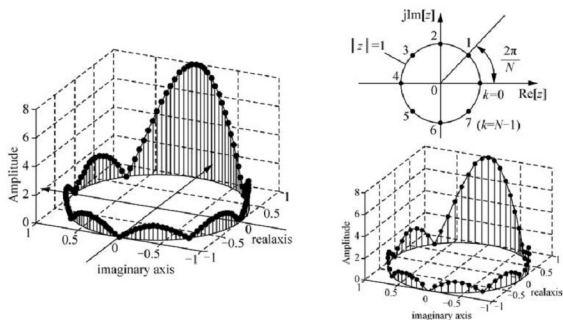 8
6
4
2
0
Amplitude
1
0.5
0
−0.5
−1
imaginary axis
1
0.5
0
−0.5
−1
realaxis
jIm[z]
2
3
1
|z|=1
2π
N
4
0
k=0
Re[z]
5
6
7
(k=N−1)
8
6
4
2
0
Amplitude
1
0.5
0
−0.5
−1
imaginary axis
1
0.5
0
−0.5
−1
realaxis